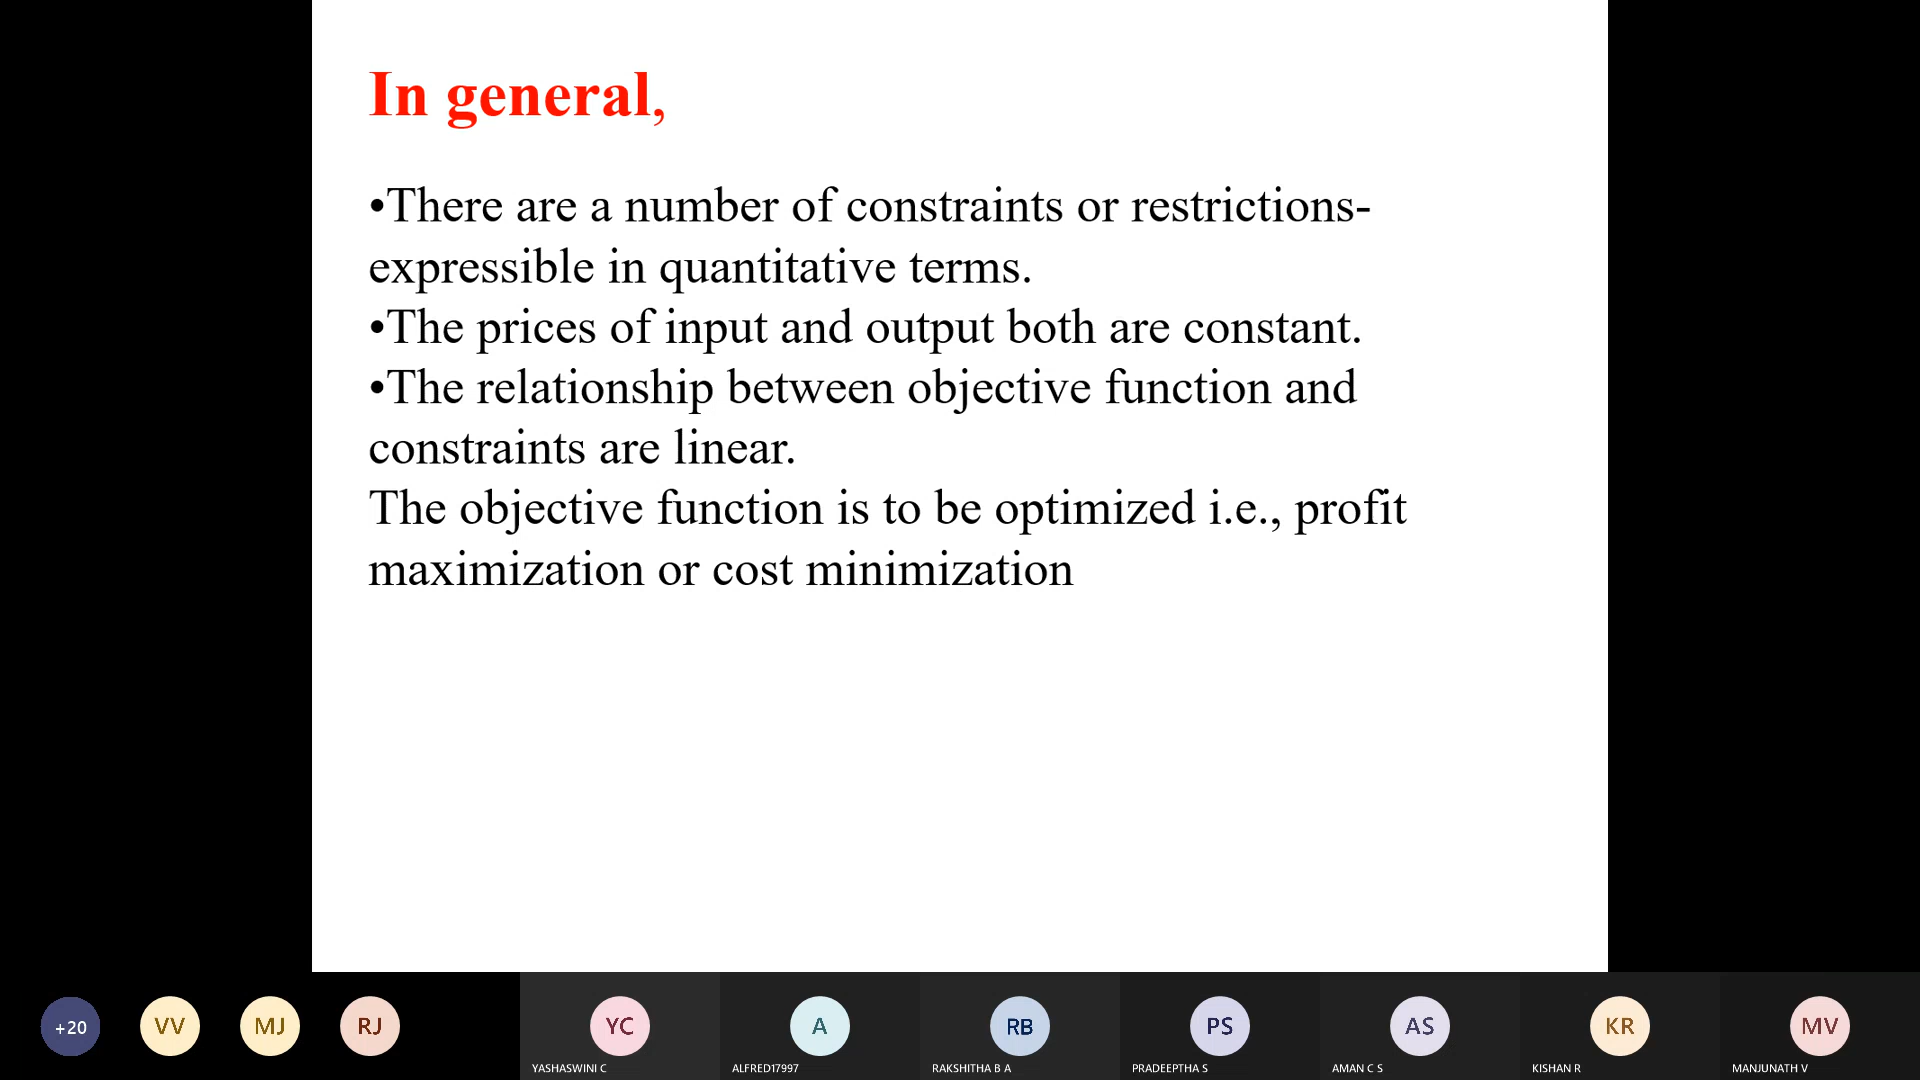 In general,
•There are a number of constraints or restrictions-
expressible in quantitative terms.
•The prices of input and output both are constant.
•The relationship between objective function and
constraints are linear.
The objective function is to be optimized i.e., profit
maximization or cost minimization
+20
VV
MJ
RJ
YC
A
RB
PS
AS
KR
MV
YASHASWINI C
ALFRED17997
RAKSHITHA B A
PRADEEPTHA S
AMAN C S
KISHAN R
MANJUNATH V